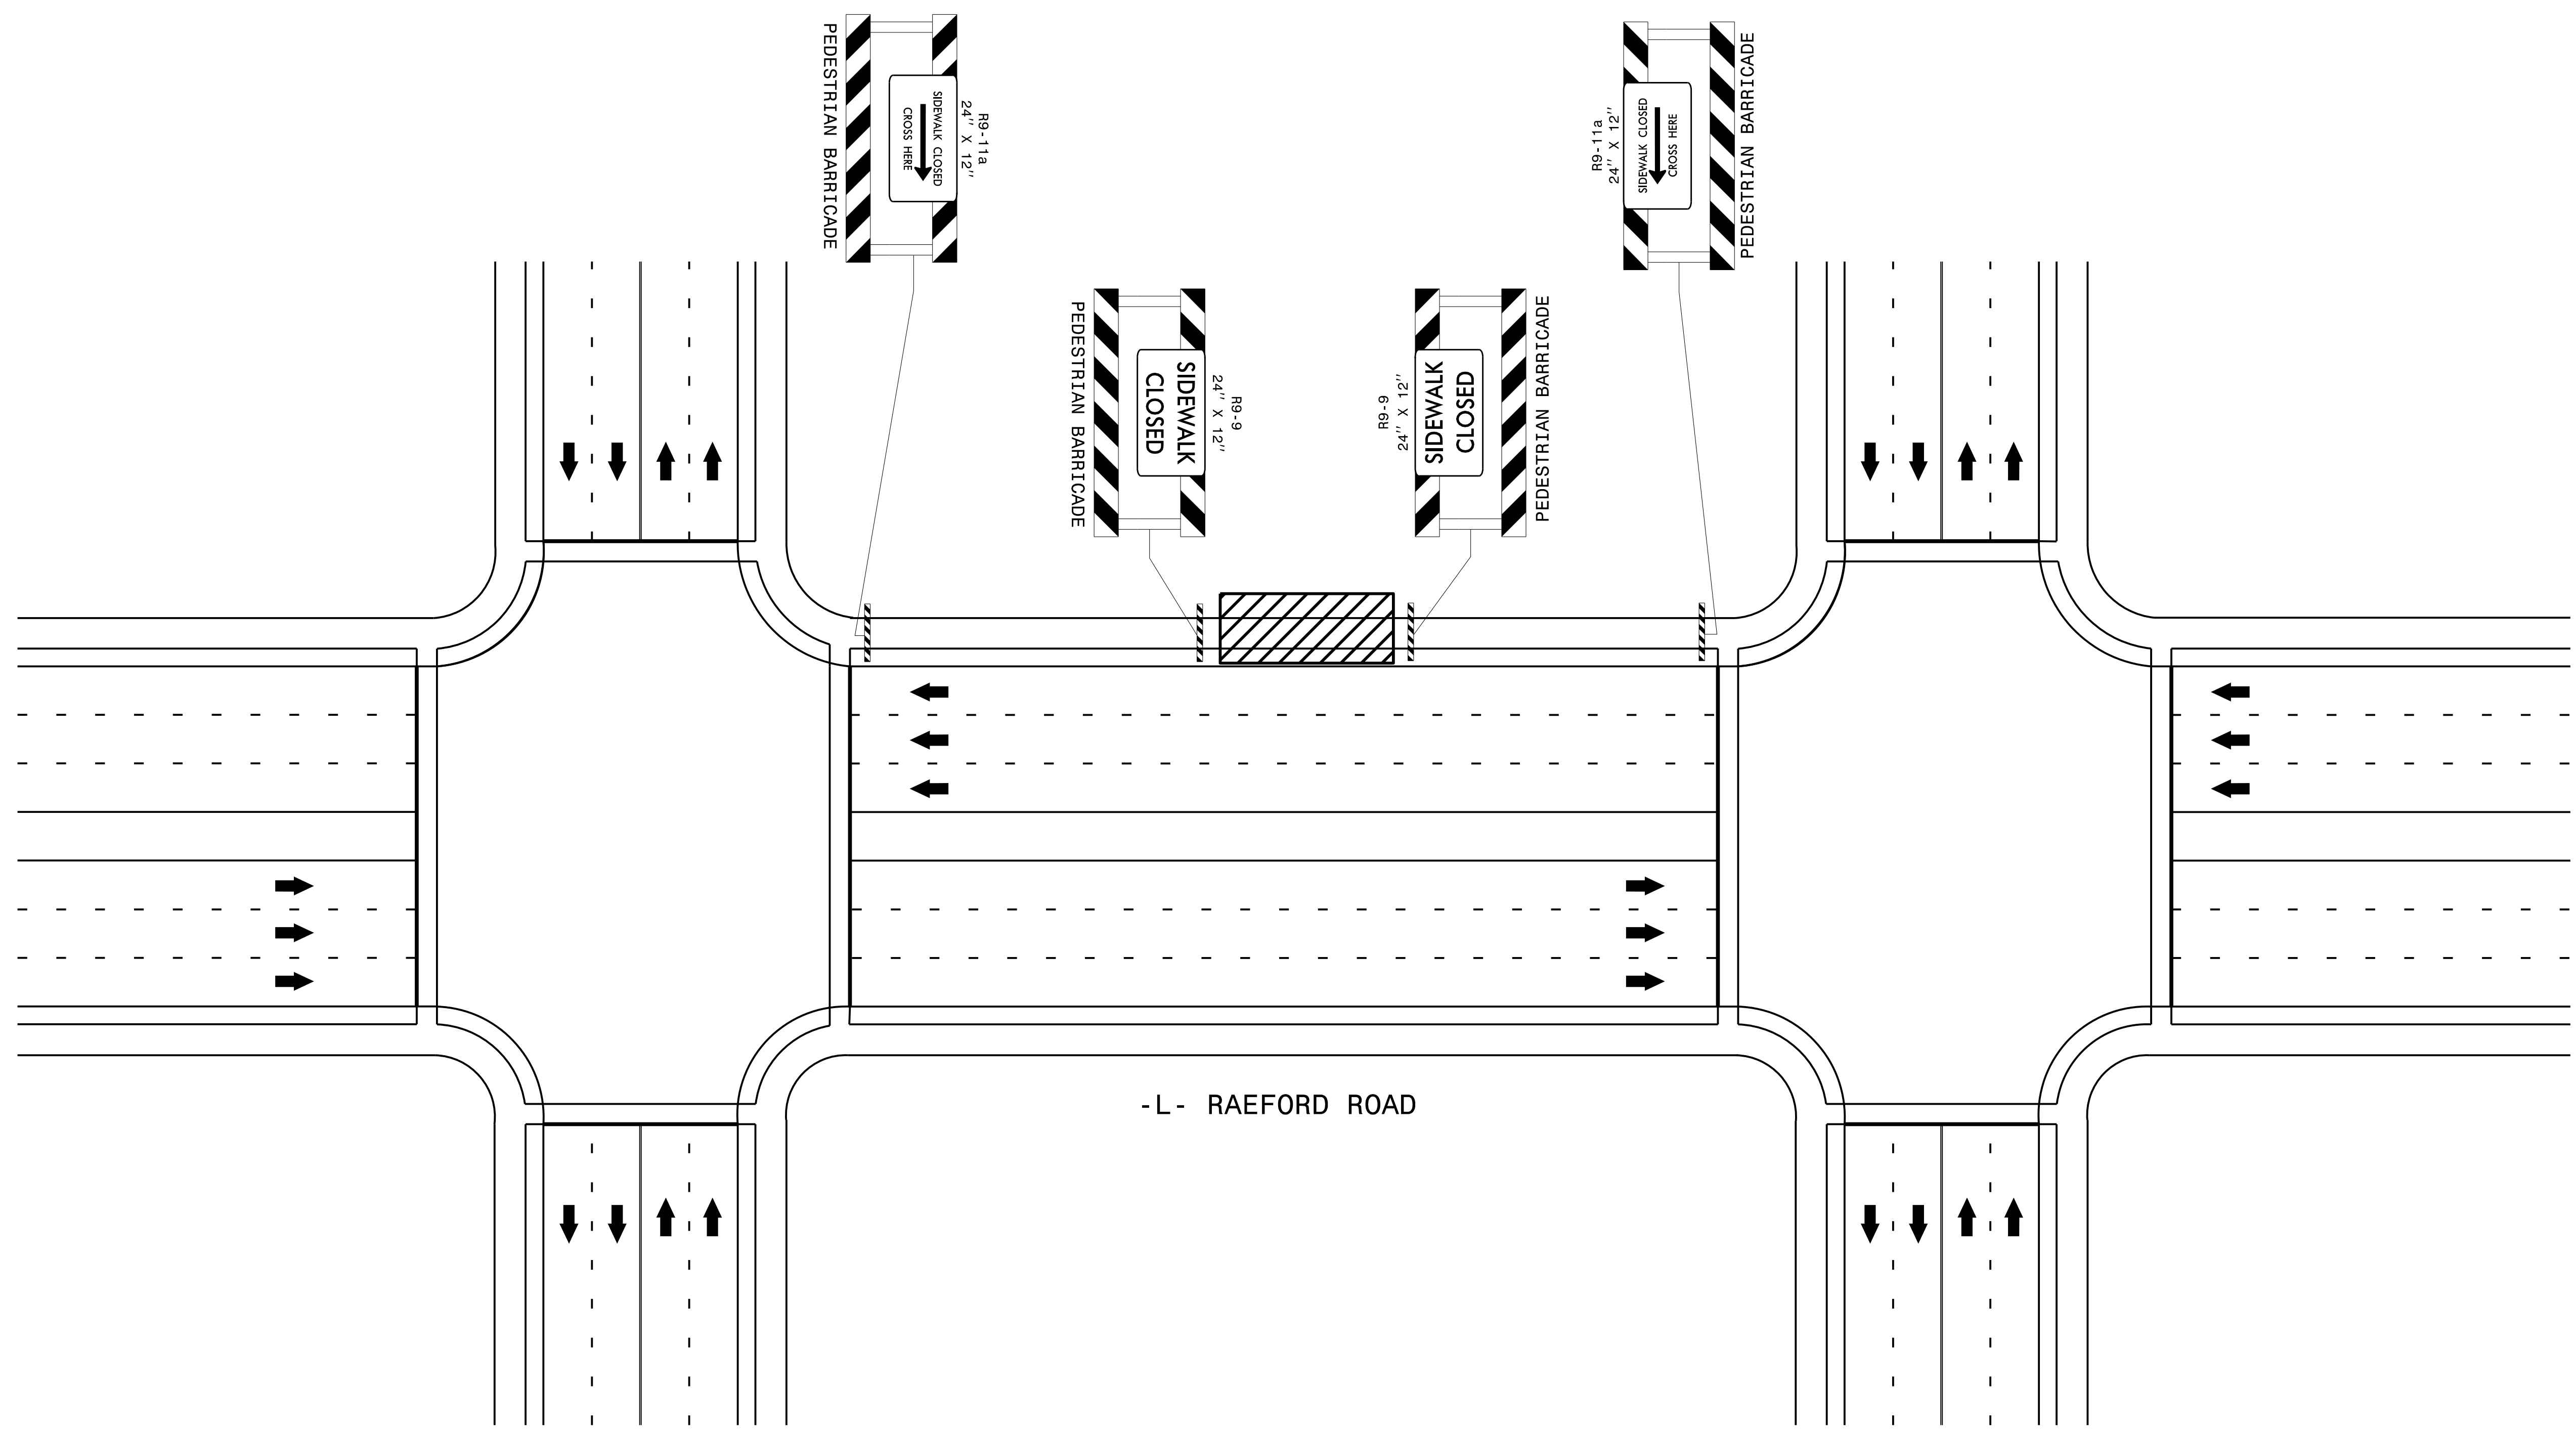 PEDESTRIAN BARRICADE
SIDEWALK CLOSED
CROSS HERE
R9-11a
24'' X 12''
R9-11a
24'' X 12''
SIDEWALK CLOSED
CROSS HERE
PEDESTRIAN BARRICADE
PEDESTRIAN BARRICADE
SIDEWALK
CLOSED
R9-9
24'' X 12''
R9-9
24'' X 12''
SIDEWALK
CLOSED
PEDESTRIAN BARRICADE
-L- RAEFORD ROAD